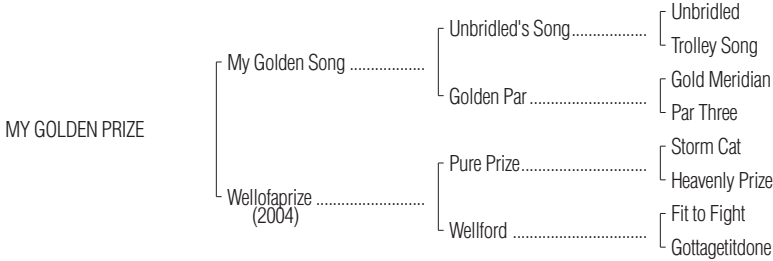 Unbridled
Unbridled's Song..................
Trolley Song
My Golden Song ..................
Gold Meridian
Golden Par ............................
Par Three
MY GOLDEN PRIZE
Storm Cat
Pure Prize..............................
Heavenly Prize
Wellofaprize ..........................
(2004)
Fit to Fight
Wellford ................................
Gottagetitdone